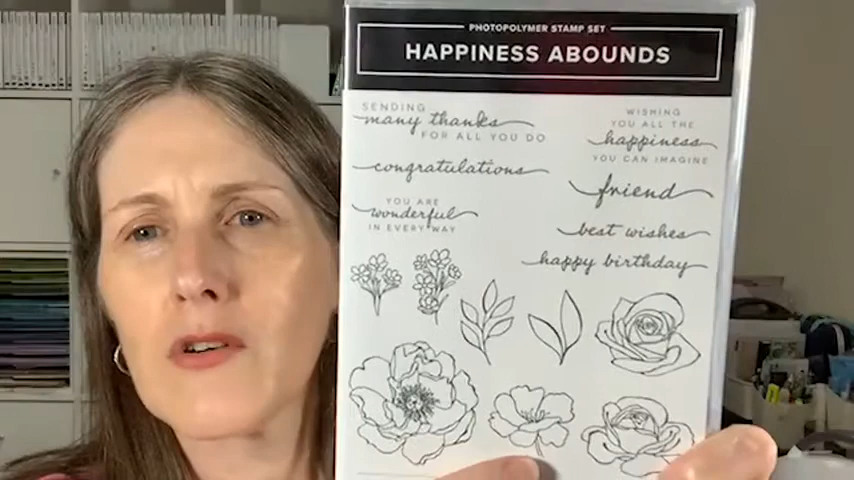 PHOTOPOLYMER STAMP SET
HAPPINESS ABOUNDS
SENDING
many thanks
FOR ALL YOU DO
congratulations
YOU ARE
wonderful
IN EVERY WAY
WISHING
YOU ALL THE
happiness
YOU CAN IMAGINE
friend
best wishes
happy birthday